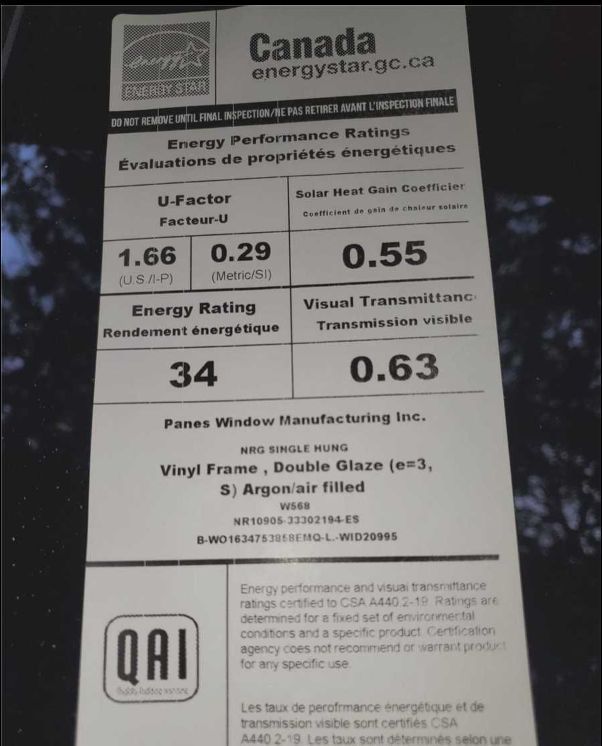 energy
ENERGY STAR
Canada
energystar.gc.ca
DO NOT REMOVE UNTIL FINAL INSPECTION/NE PAS RETIRER AVANT L'INSPECTION FINALE
Energy Performance Ratings
Évaluations de propriétés énergétiques
U-Factor
Facteur-U
Solar Heat Gain Coefficier
Coefficient de gain de chaleur solaire
1.66
(U.S./I-P)
0.29
(Metric/SI)
0.55
Energy Rating
Rendement énergétique
Visual Transmittanc
Transmission visible
34
0.63
Panes Window Manufacturing Inc.
NRG SINGLE HUNG
Vinyl Frame , Double Glaze (e=3,
S) Argon/air filled
W568
NR10905-33302194-ES
B-WO1634753858EMQ-L.-WID20995
QAI
Energy performance and visual transmittance
ratings certified to CSA A440.2-19. Ratings are
determined for a fixed set of environmental
conditions and a specific product. Certification
agency does not recommend or warrant product
for any specific use.
Les taux de perofrmance énergétique et de
transmission visible sont certifiés CSA
A440.2-19. Les taux sont déterminés selon une